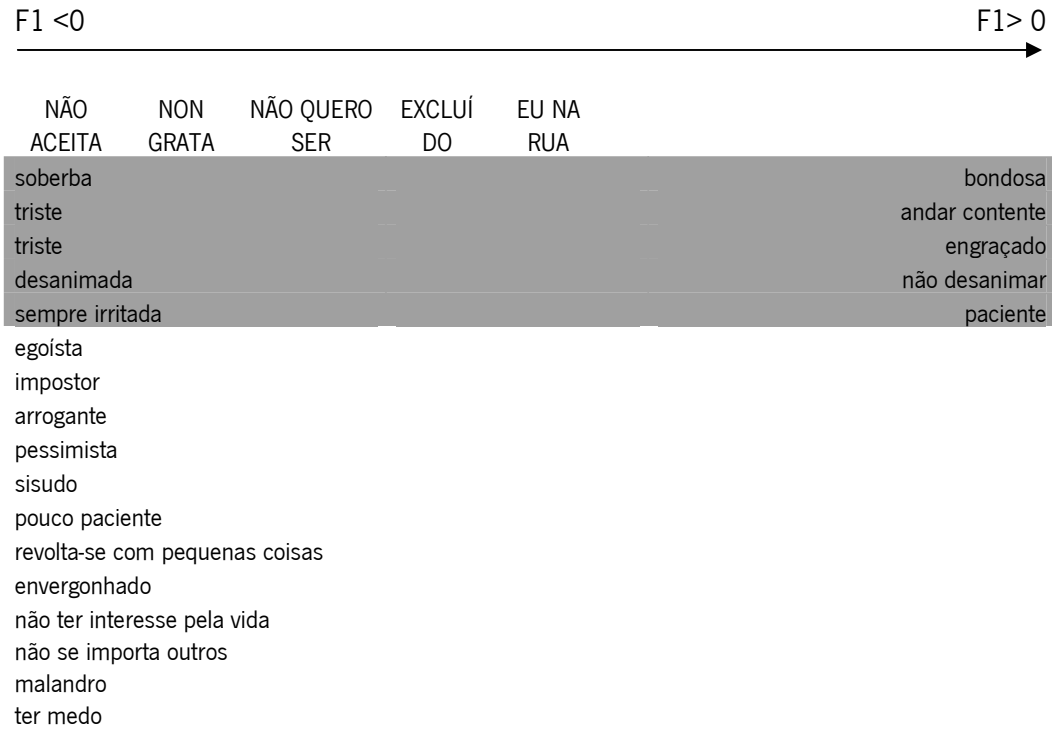 F1 <0 F1> 0
NÃO NON NÃO QUERO EXCLUÍ EU NA
ACEITA GRATA SER DO RUA
soberba bondosa
triste andar contente
triste engraçado
desanimada não desanimar
sempre irritada paciente
egoísta
impostor
arrogante
pessimista
sisudo
pouco paciente
revolta-se com pequenas coisas
envergonhado
não ter interesse pela vida
não se importa outros
malandro
ter medo